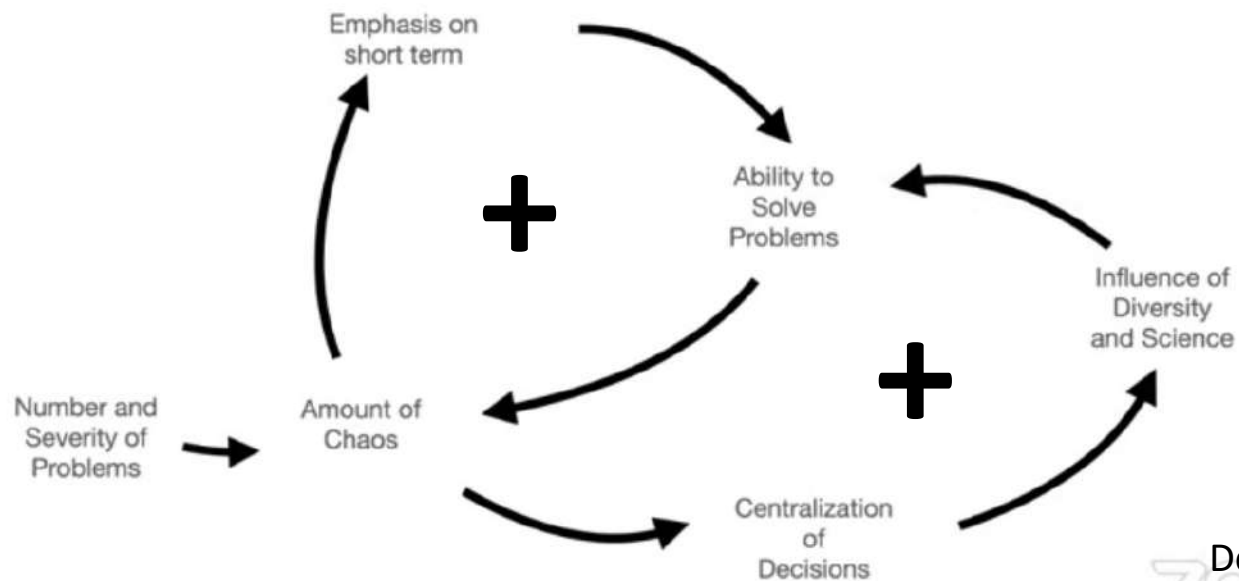 Emphasis on
short term
Ability to
Solve
Problems
Influence of
Diversity
and Science
Number and
Severity of
Problems
Amount of
Chaos
Centralization
of
Decisions